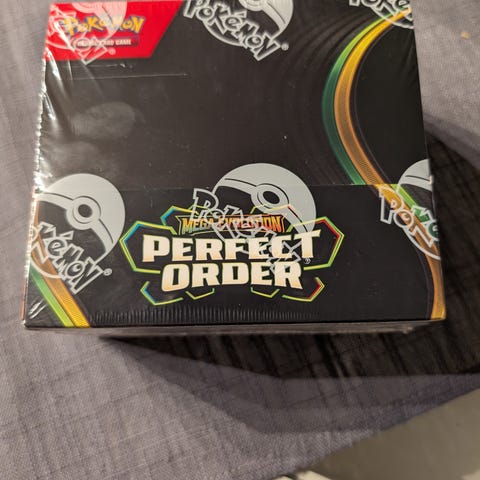 Pokémon
TRADING CARD GAME
Pokémon
Pokémon
Pokémon
Pokémon
Pokémon
MEGA EVOLUTION
PERFECT
ORDER